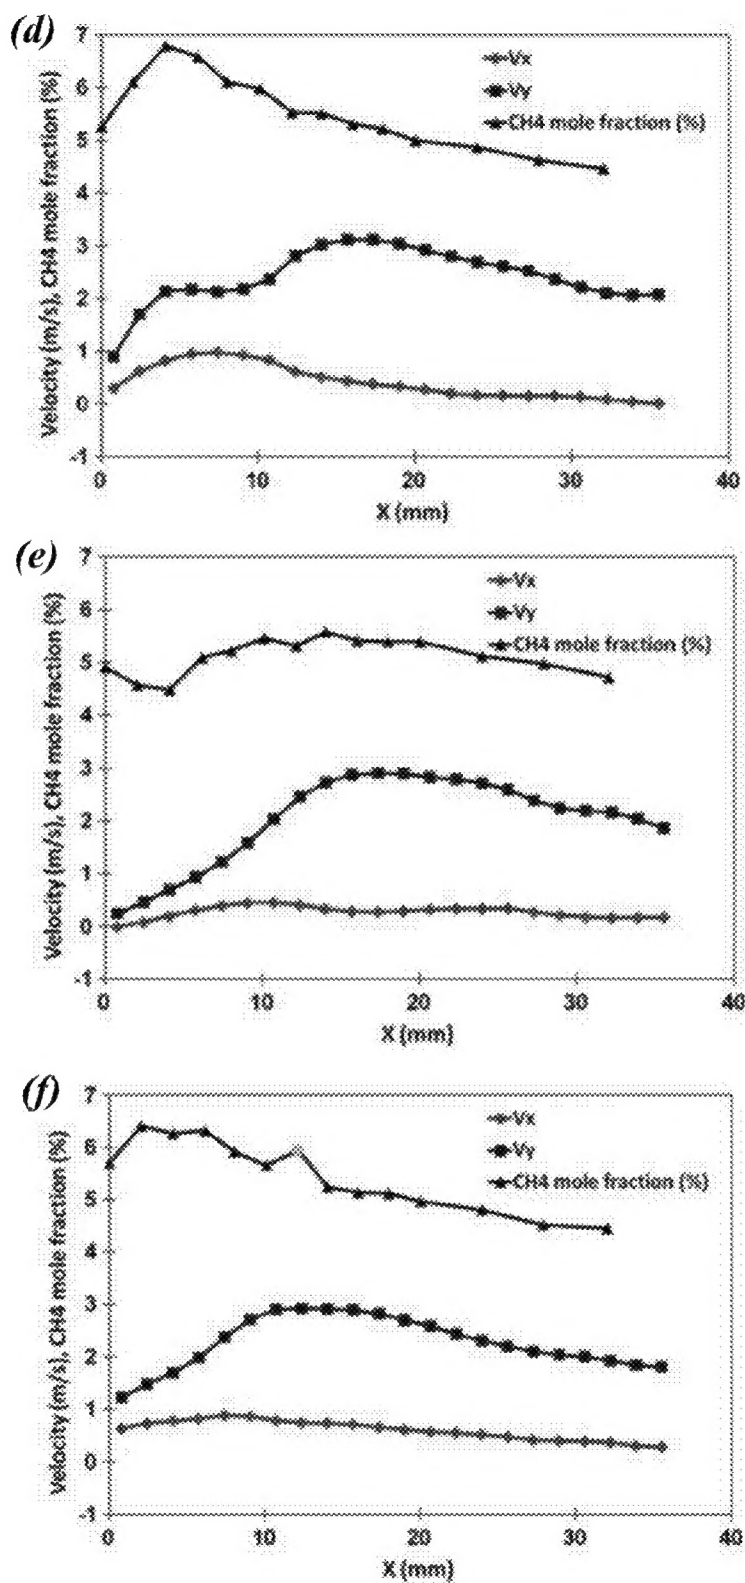 (d)
7
6
5
4
3
2
1
0
-1
Velocity (m/s), CH4 mole fraction (%)
Vx
Vy
CH4 mole fraction (%)
0 10 20 30 40
X (mm)
(e)
7
6
5
4
3
2
1
0
-1
Velocity (m/s), CH4 mole fraction (%)
Vx
Vy
CH4 mole fraction (%)
0 10 20 30 40
X (mm)
(f)
7
6
5
4
3
2
1
0
-1
Velocity (m/s), CH4 mole fraction (%)
Vx
Vy
CH4 mole fraction (%)
0 10 20 30 40
X (mm)